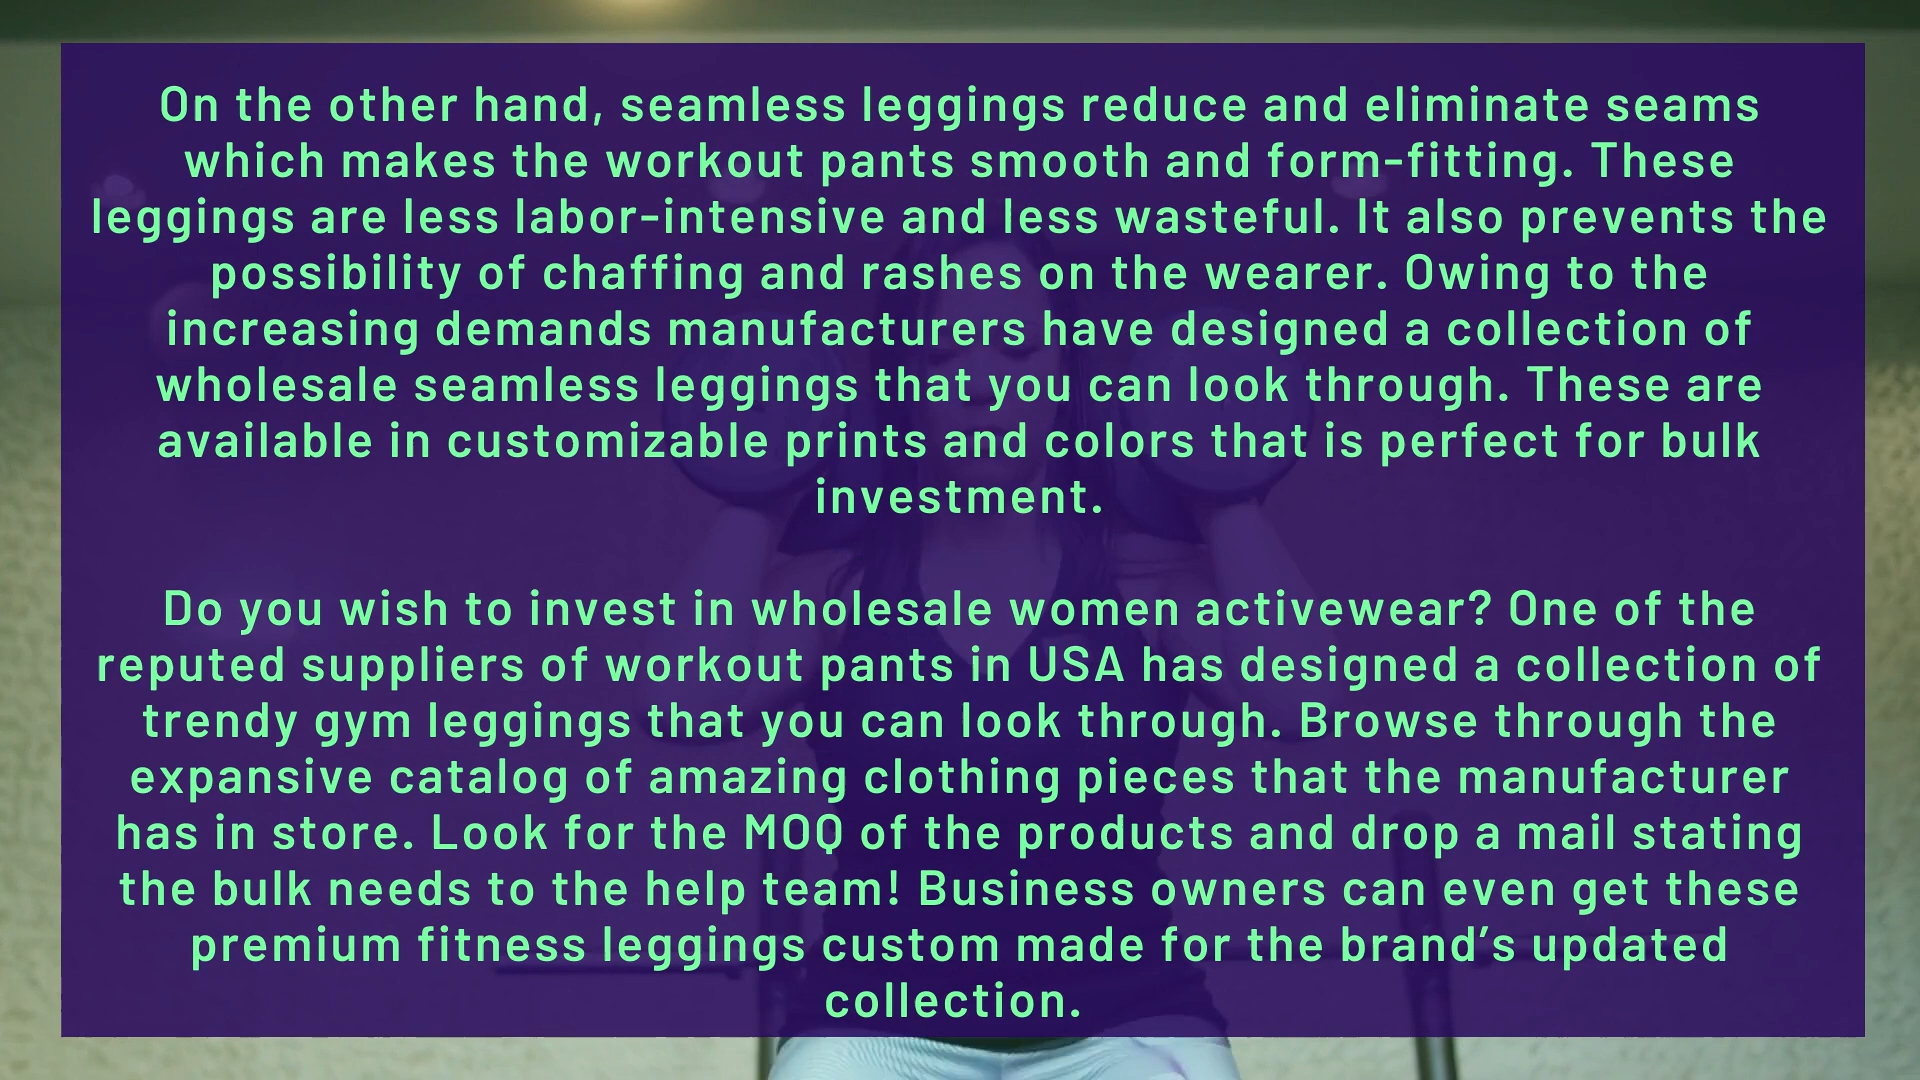 On the other hand, seamless leggings reduce and eliminate seams
which makes the workout pants smooth and form-fitting. These
leggings are less labor-intensive and less wasteful. It also prevents the
possibility of chaffing and rashes on the wearer. Owing to the
increasing demands manufacturers have designed a collection of
wholesale seamless leggings that you can look through. These are
available in customizable prints and colors that is perfect for bulk
investment.
Do you wish to invest in wholesale women activewear? One of the
reputed suppliers of workout pants in USA has designed a collection of
trendy gym leggings that you can look through. Browse through the
expansive catalog of amazing clothing pieces that the manufacturer
has in store. Look for the MOQ of the products and drop a mail stating
the bulk needs to the help team! Business owners can even get these
premium fitness leggings custom made for the brand’s updated
collection.